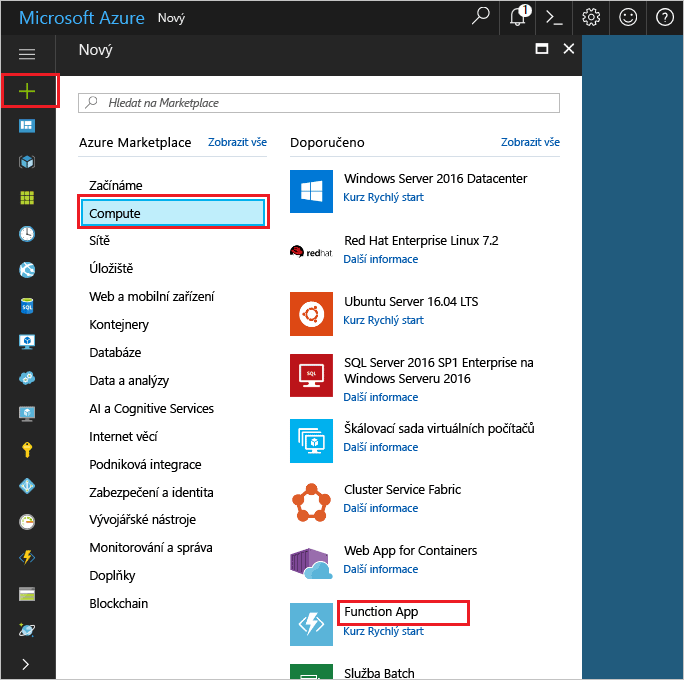 Microsoft Azure Nový
1
Nový
Hledat na Marketplace
Azure Marketplace Zobrazit vše
Začínáme
Compute
Sítě
Úložiště
Web a mobilní zařízení
Kontejnery
Databáze
Data a analýzy
AI a Cognitive Services
Internet věcí
Podniková integrace
Zabezpečení a identita
Vývojářské nástroje
Monitorování a správa
Doplňky
Blockchain
Doporučeno Zobrazit vše
Windows Server 2016 Datacenter
Kurz Rychlý start
redhat
Red Hat Enterprise Linux 7.2
Další informace
Ubuntu Server 16.04 LTS
Kurz Rychlý start
SQL
SQL Server 2016 SP1 Enterprise na
Windows Serveru 2016
Další informace
Škálovací sada virtuálních počítačů
Další informace
Cluster Service Fabric
Další informace
Web App for Containers
Další informace
Function App
Kurz Rychlý start
Služba Batch
SQL